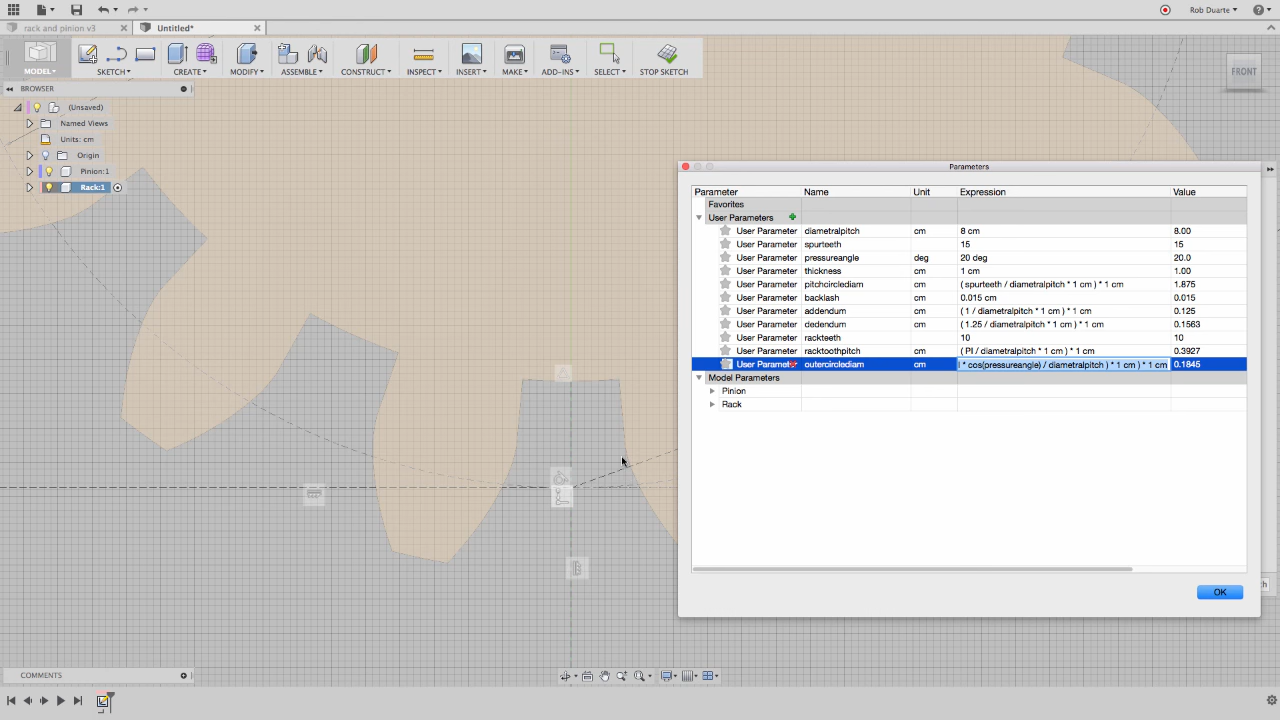 Rob Duarte
rack and pinion v3
Untitled*
MODEL
SKETCH
CREATE
MODIFY
ASSEMBLE
CONSTRUCT
INSPECT
INSERT
MAKE
ADD-INS
SELECT
STOP SKETCH
FRONT
BROWSER
(Unsaved)
Named Views
Units: cm
Origin
Pinion:1
Rack:1
Parameters
Parameter Name Unit Expression Value
Favorites
User Parameters
User Parameter diametralpitch cm 8 cm 8.00
User Parameter spurteeth 15 15
User Parameter pressureangle deg 20 deg 20.0
User Parameter thickness cm 1 cm 1.00
User Parameter pitchcirclediam cm ( spurteeth / diametralpitch * 1 cm ) * 1 cm 1.875
User Parameter backlash cm 0.015 cm 0.015
User Parameter addendum cm ( 1 / diametralpitch * 1 cm ) * 1 cm 0.125
User Parameter dedendum cm ( 1.25 / diametralpitch * 1 cm ) * 1 cm 0.1563
User Parameter rackteeth 10 10
User Parameter racktoothpitch cm ( PI / diametralpitch * 1 cm ) * 1 cm 0.3927
User Parameter outercirclediam cm * cos(pressureangle) / diametralpitch ) * 1 cm ) * 1 cm 0.1845
Model Parameters
Pinion
Rack
OK
COMMENTS